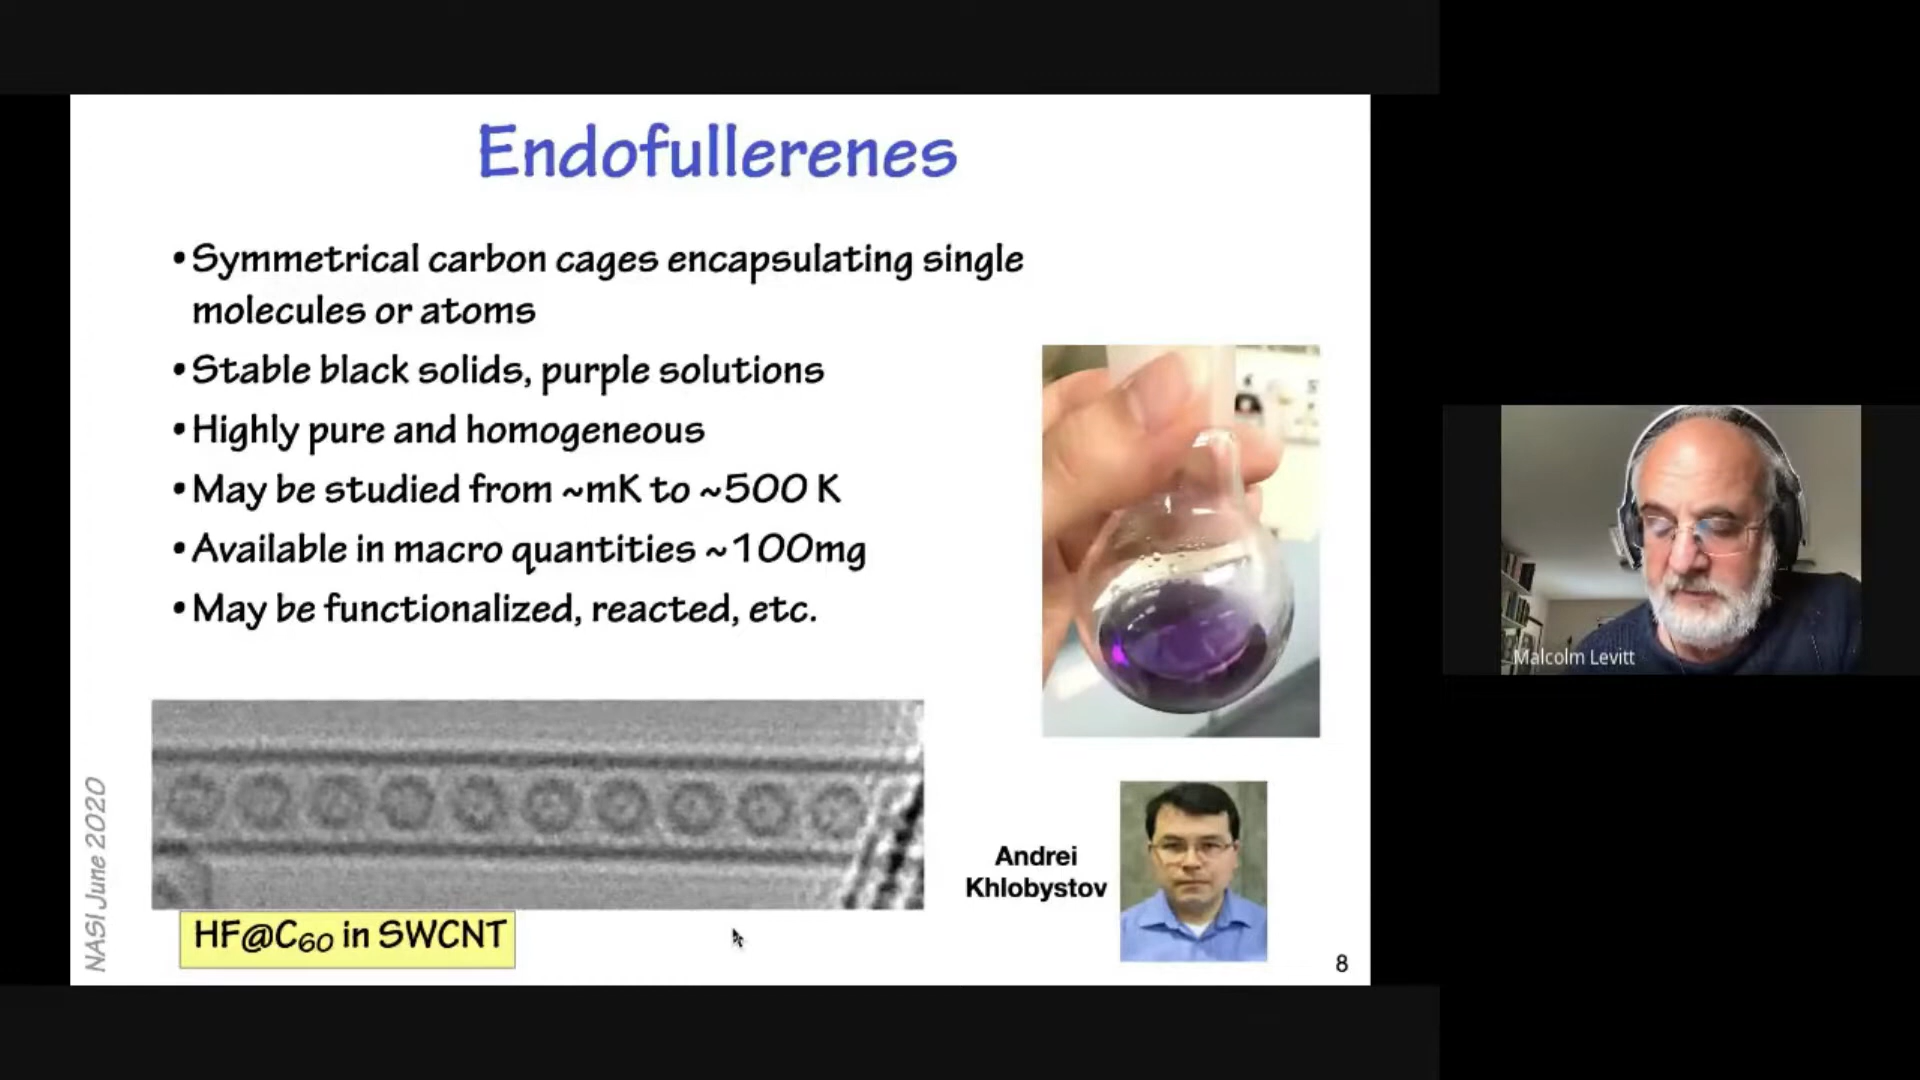 Endofullerenes
•Symmetrical carbon cages encapsulating single
molecules or atoms
•Stable black solids, purple solutions
•Highly pure and homogeneous
•May be studied from ~mK to ~500 K
•Available in macro quantities ~100mg
•May be functionalized, reacted, etc.
HF@C₆₀ in SWCNT
Andrei
Khlobystov
NASI June 2020
8
Malcolm Levitt